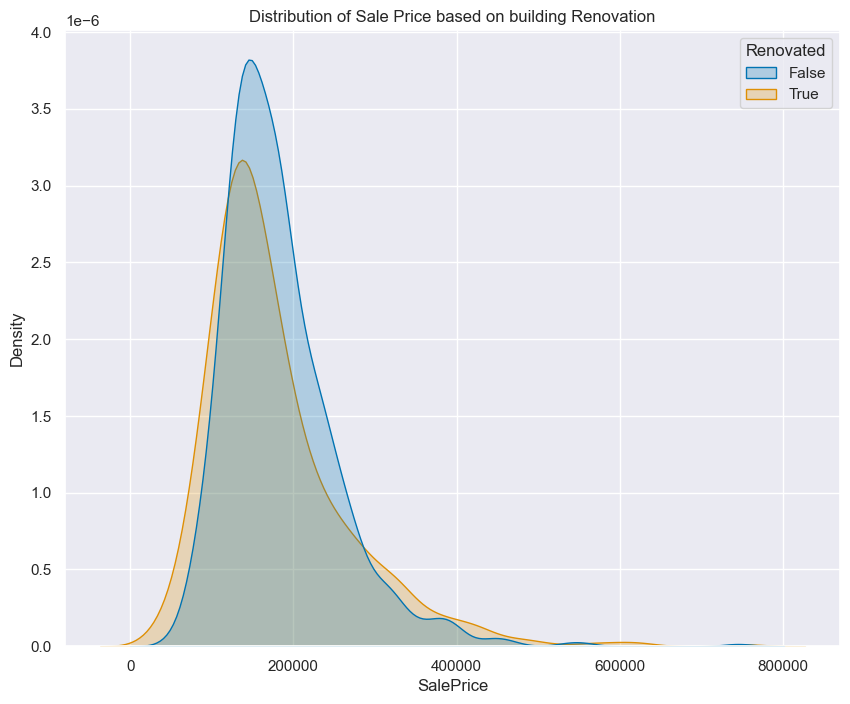 Distribution of Sale Price based on building Renovation
1e−6
4.0
3.5
3.0
2.5
2.0
1.5
1.0
0.5
0.0
Density
Renovated
False
True
0
200000
400000
600000
800000
SalePrice